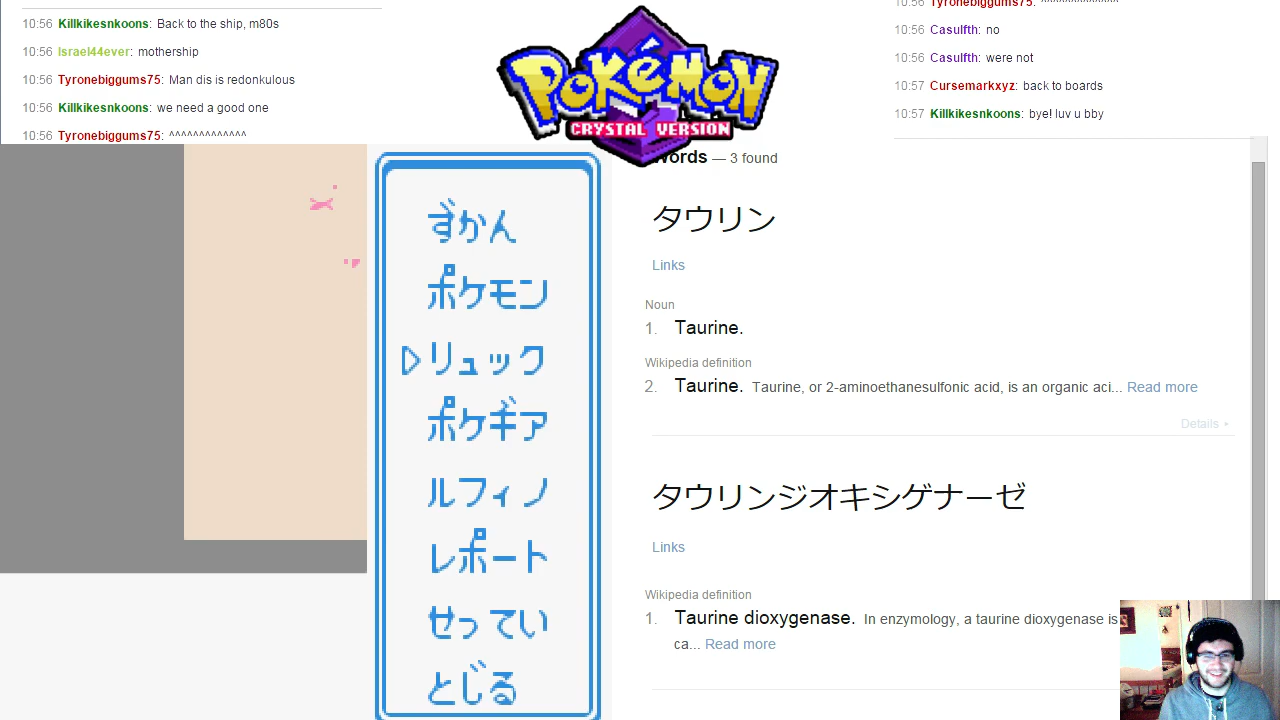 10:56 Killkikesnkoons: Back to the ship, m80s
10:56 Israel44ever: mothership
10:56 Tyronebiggums75: Man dis is redonkulous
10:56 Killkikesnkoons: we need a good one
10:56 Tyronebiggums75: ^^^^^^^^^^^^^
POKéMON
CRYSTAL VERSION
10:56 Tyronebiggums75: ^^^^^^^^^^^^^
10:56 Casulfth: no
10:56 Casulfth: were not
10:57 Cursemarkxyz: back to boards
10:57 Killkikesnkoons: bye! luv u bby
ずかん
ポケモン
▷リュック
ポケギア
ルフィノ
レポート
せってい
とじる
Words — 3 found
タウリン
Links
Noun
1. Taurine.
Wikipedia definition
2. Taurine. Taurine, or 2-aminoethanesulfonic acid, is an organic aci... Read more
Details ▸
タウリンジオキシゲナーゼ
Links
Wikipedia definition
1. Taurine dioxygenase. In enzymology, a taurine dioxygenase is
ca... Read more